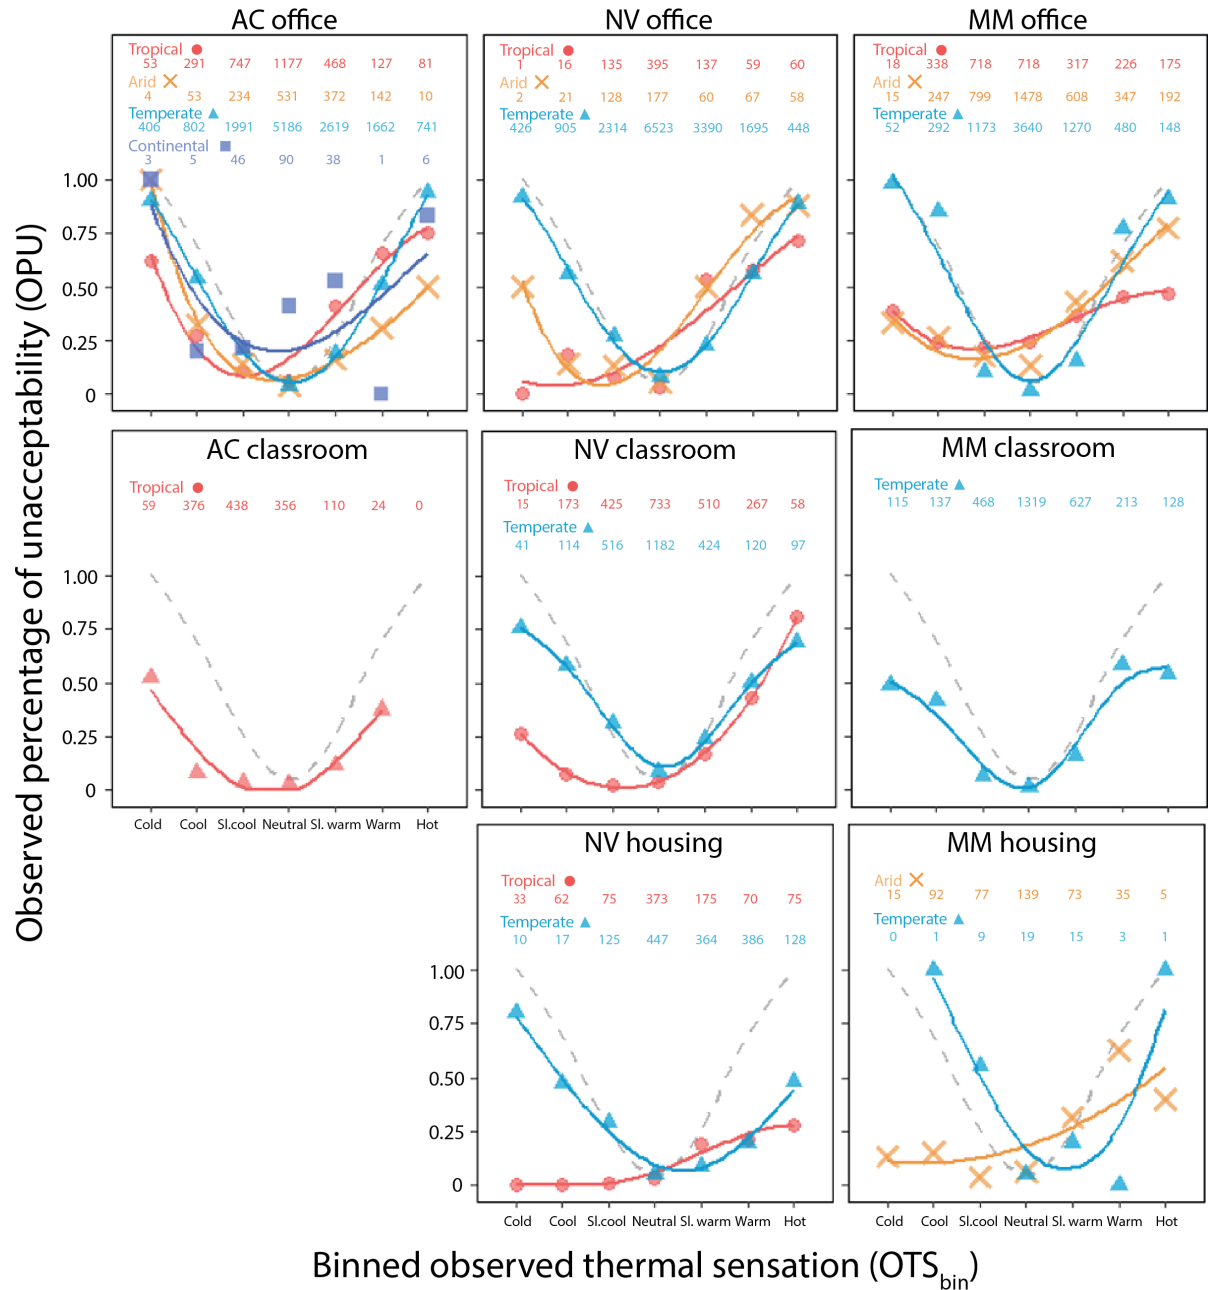 AC office
NV office
MM office
Tropical
53 291 747 1177 468 127 81
Arid
4 53 234 531 372 142 10
Temperate
406 802 1991 5186 2619 1662 741
Continental
3 5 46 90 38 1 6
Tropical
1 16 135 395 137 59 60
Arid
2 21 128 177 60 67 58
Temperate
426 905 2314 6523 3390 1695 448
Tropical
18 338 718 718 317 226 175
Arid
15 247 799 1478 608 347 192
Temperate
52 292 1173 3640 1270 480 148
1.00
0.75
0.50
0.25
0
Observed percentage of unacceptability (OPU)
AC classroom
NV classroom
MM classroom
Tropical
59 376 438 356 110 24 0
Tropical
15 173 425 733 510 267 58
Temperate
41 114 516 1182 424 120 97
Temperate
115 137 468 1319 627 213 128
1.00
0.75
0.50
0.25
0
Cold Cool Sl.cool Neutral Sl. warm Warm Hot
NV housing
MM housing
Tropical
33 62 75 373 175 70 75
Temperate
10 17 125 447 364 386 128
Arid
15 92 77 139 73 35 5
Temperate
0 1 9 19 15 3 1
1.00
0.75
0.50
0.25
0
Cold Cool Sl.cool Neutral Sl. warm Warm Hot
Cold Cool Sl.cool Neutral Sl. warm Warm Hot
Binned observed thermal sensation (OTSbin)